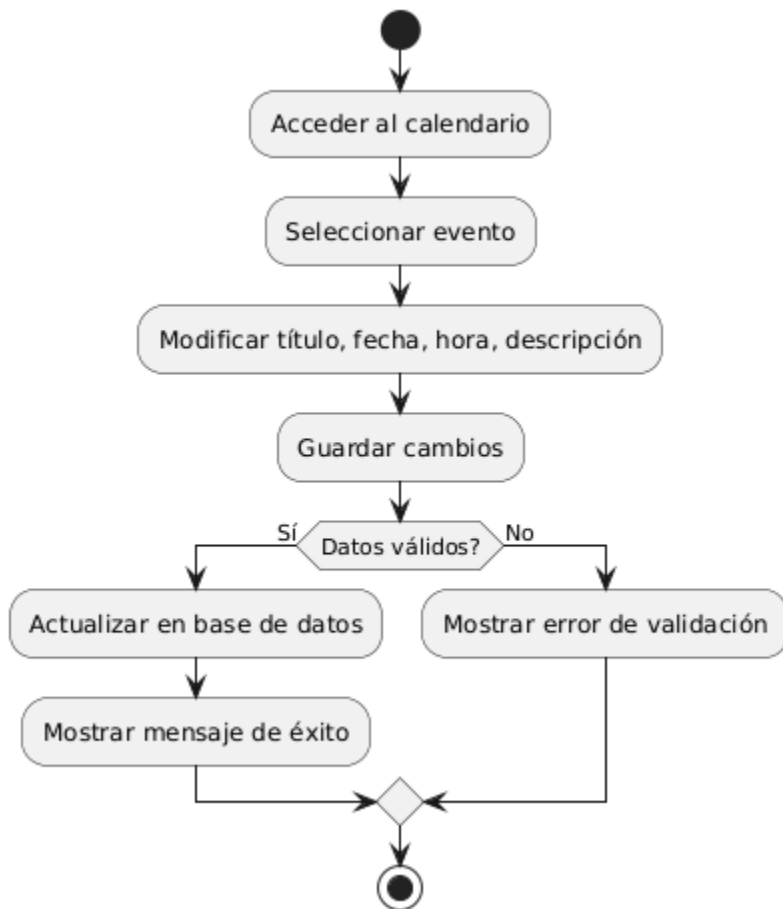 Acceder al calendario
Seleccionar evento
Modificar título, fecha, hora, descripción
Guardar cambios
Sí
Datos válidos?
No
Actualizar en base de datos
Mostrar error de validación
Mostrar mensaje de éxito